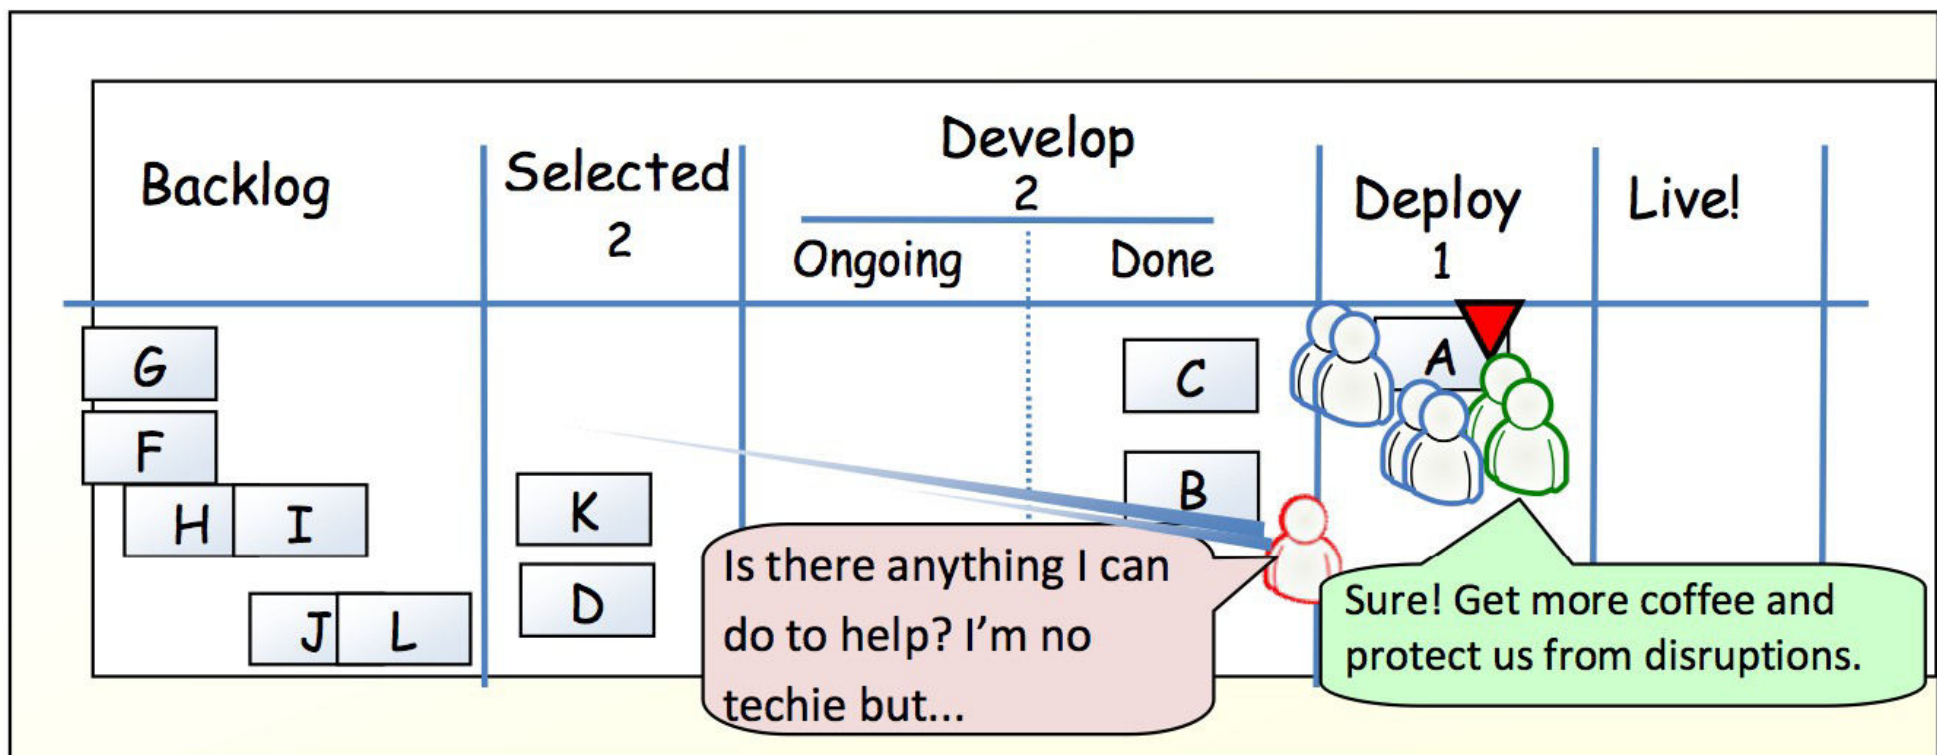 Backlog
Selected
2
Develop
2
Ongoing
Done
Deploy
1
Live!
G
F
H
I
J
L
K
D
C
B
A
Is there anything I can
do to help? I'm no
techie but...
Sure! Get more coffee and
protect us from disruptions.